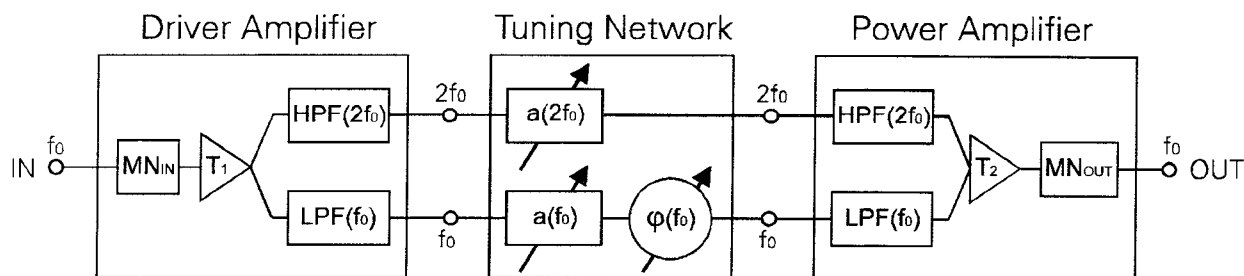 Driver Amplifier
Tuning Network
Power Amplifier
HPF(2f₀)
2f₀
a(2f₀)
2f₀
HPF(2f₀)
IN
f₀
MNIN
T₁
T₂
MNOUT
f₀
OUT
LPF(f₀)
f₀
a(f₀)
φ(f₀)
f₀
LPF(f₀)